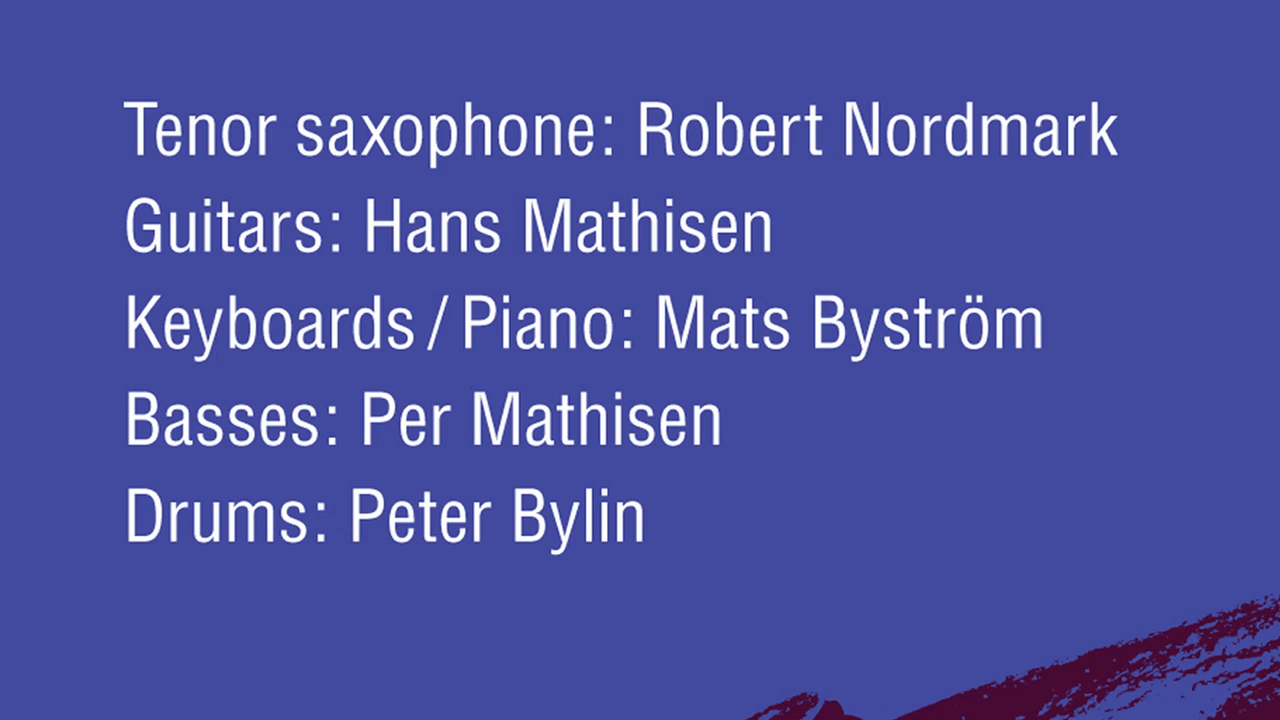 Tenor saxophone: Robert Nordmark
Guitars: Hans Mathisen
Keyboards / Piano: Mats Byström
Basses: Per Mathisen
Drums: Peter Bylin